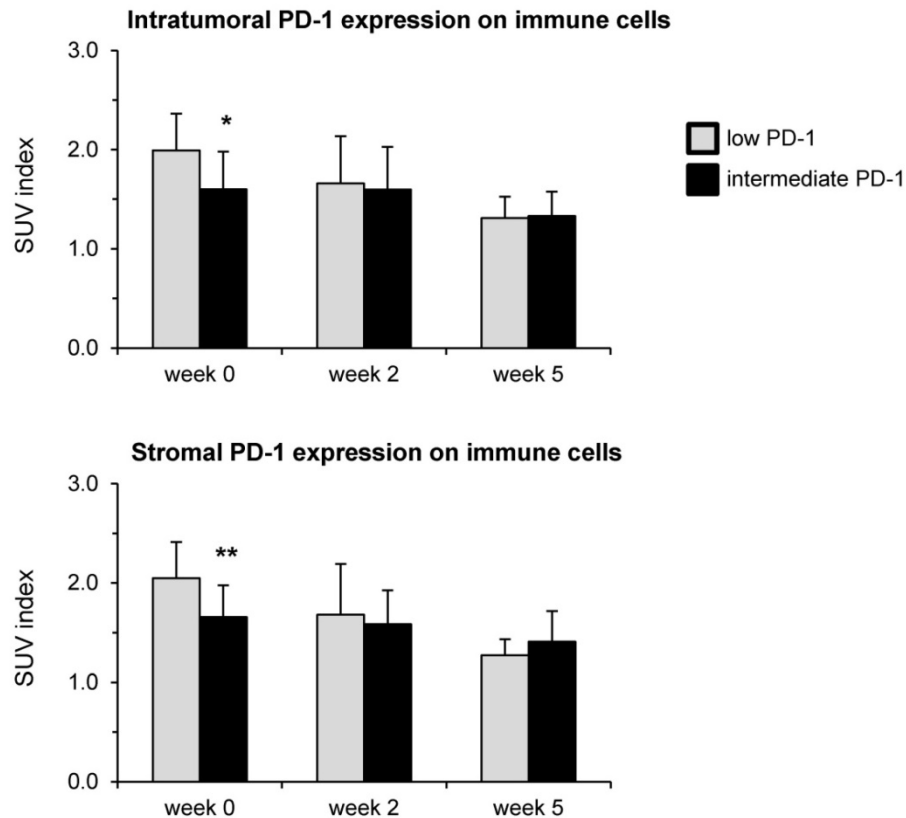 Intratumoral PD-1 expression on immune cells
3.0
2.0
1.0
0.0
SUV index
*
week 0
week 2
week 5
low PD-1
intermediate PD-1
Stromal PD-1 expression on immune cells
3.0
2.0
1.0
0.0
SUV index
**
week 0
week 2
week 5